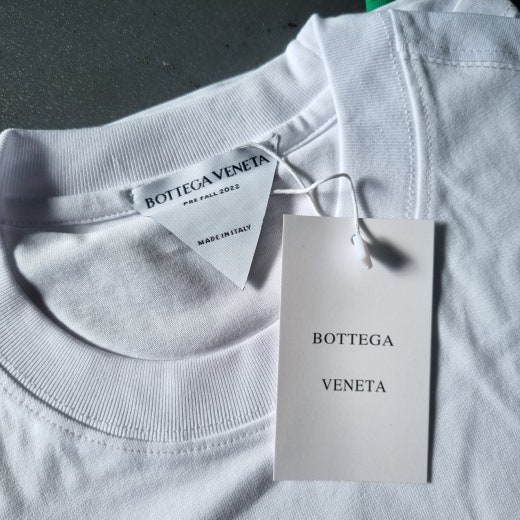 BOTTEGA VENETA
PRE FALL 2022
MADE IN ITALY
BOTTEGA
VENETA